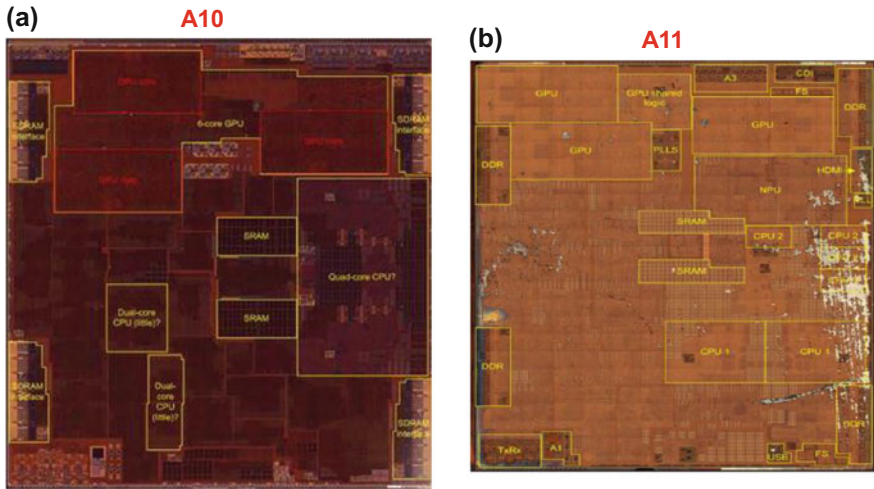 (a)
A10
GPU core
SDRAM
interface
6-core GPU
SDRAM
interface
GPU core
GPU core
SRAM
Quad-core CPU?
Dual-core
CPU (little)?
SRAM
Dual-
core
CPU
(little)?
SDRAM
interface
SDRAM
interface
(b)
A11
GPU
GPU shared
logic
A3
FS
DDR
GPU
DDR
GPU
PLLS
NPU
HDMI
SRAM
CPU 2
CPU 2
SRAM
CPU 1
CPU 1
DDR
DDR
TxRx
A1
USB
FS